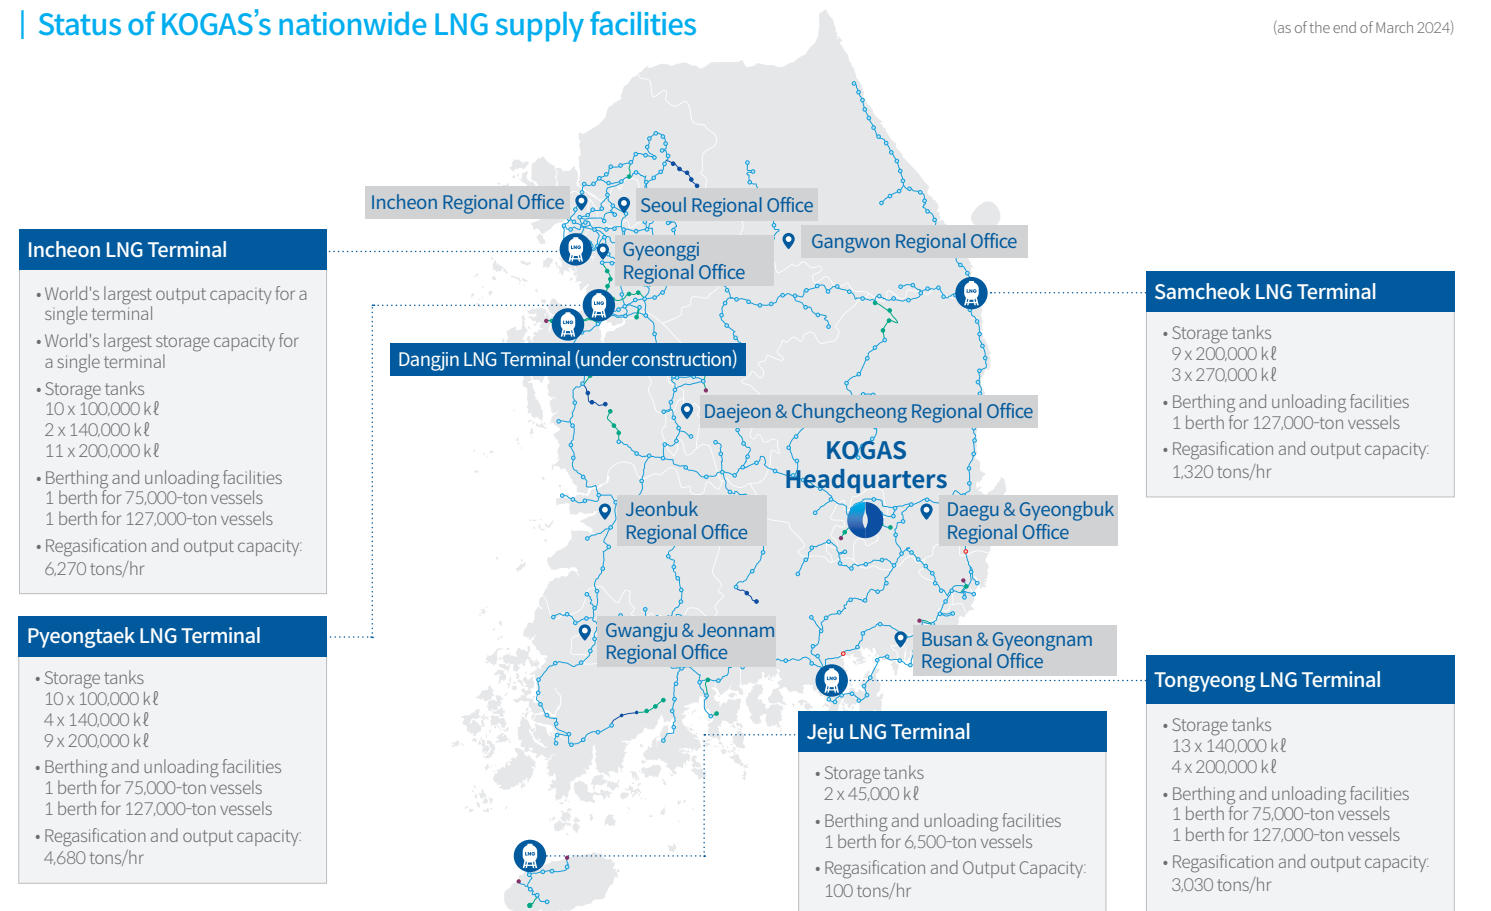 Status of KOGAS's nationwide LNG supply facilities
(as of the end of March 2024)
Incheon Regional Office
Seoul Regional Office
Gyeonggi
Regional Office
Gangwon Regional Office
Incheon LNG Terminal
• World's largest output capacity for a
single terminal
• World's largest storage capacity for
a single terminal
• Storage tanks
10 x 100,000 kℓ
2 x 140,000 kℓ
11 x 200,000 kℓ
• Berthing and unloading facilities
1 berth for 75,000-ton vessels
1 berth for 127,000-ton vessels
• Regasification and output capacity:
6,270 tons/hr
LNG
LNG
LNG
LNG
Samcheok LNG Terminal
• Storage tanks
9 x 200,000 kℓ
3 x 270,000 kℓ
• Berthing and unloading facilities
1 berth for 127,000-ton vessels
• Regasification and output capacity:
1,320 tons/hr
Dangjin LNG Terminal (under construction)
Daejeon & Chungcheong Regional Office
KOGAS
Headquarters
Jeonbuk
Regional Office
Daegu & Gyeongbuk
Regional Office
Pyeongtaek LNG Terminal
• Storage tanks
10 x 100,000 kℓ
4 x 140,000 kℓ
9 x 200,000 kℓ
• Berthing and unloading facilities
1 berth for 75,000-ton vessels
1 berth for 127,000-ton vessels
• Regasification and output capacity:
4,680 tons/hr
Gwangju & Jeonnam
Regional Office
Busan & Gyeongnam
Regional Office
LNG
Tongyeong LNG Terminal
• Storage tanks
13 x 140,000 kℓ
4 x 200,000 kℓ
• Berthing and unloading facilities
1 berth for 75,000-ton vessels
1 berth for 127,000-ton vessels
• Regasification and output capacity:
3,030 tons/hr
Jeju LNG Terminal
• Storage tanks
2 x 45,000 kℓ
• Berthing and unloading facilities
1 berth for 6,500-ton vessels
• Regasification and Output Capacity:
100 tons/hr
LNG